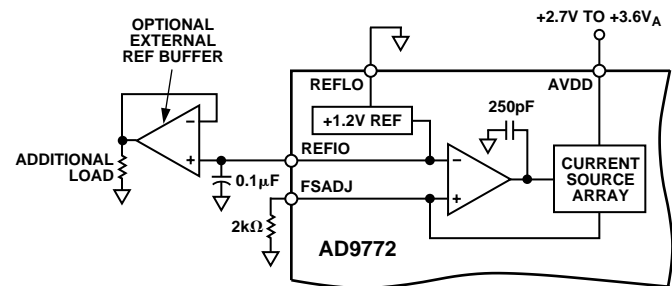 OPTIONAL
EXTERNAL
REF BUFFER
+2.7V TO +3.6VA
REFLO
AVDD
250pF
+1.2V REF
–
+
ADDITIONAL
LOAD
REFIO
0.1μF
–
+
CURRENT
SOURCE
ARRAY
FSADJ
2kΩ
AD9772